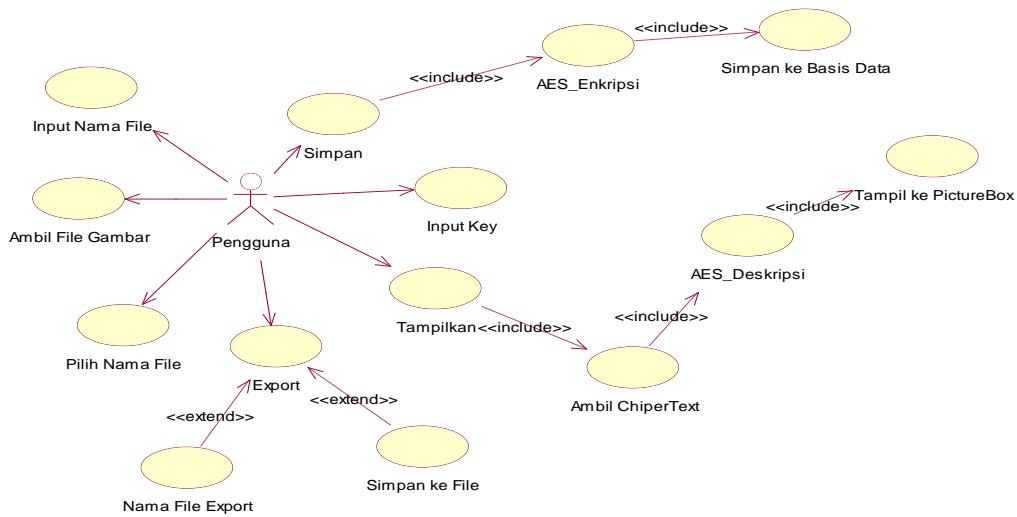 <<include>>
Simpan ke Basis Data
AES_Enkripsi
<<include>>
Input Nama File
Simpan
Tampil ke PictureBox
<<include>>
Input Key
Ambil File Gambar
Pengguna
AES_Deskripsi
<<include>>
Tampilkan
<<include>>
Pilih Nama File
Export
<<extend>>
<<extend>>
Ambil ChiperText
Simpan ke File
Nama File Export